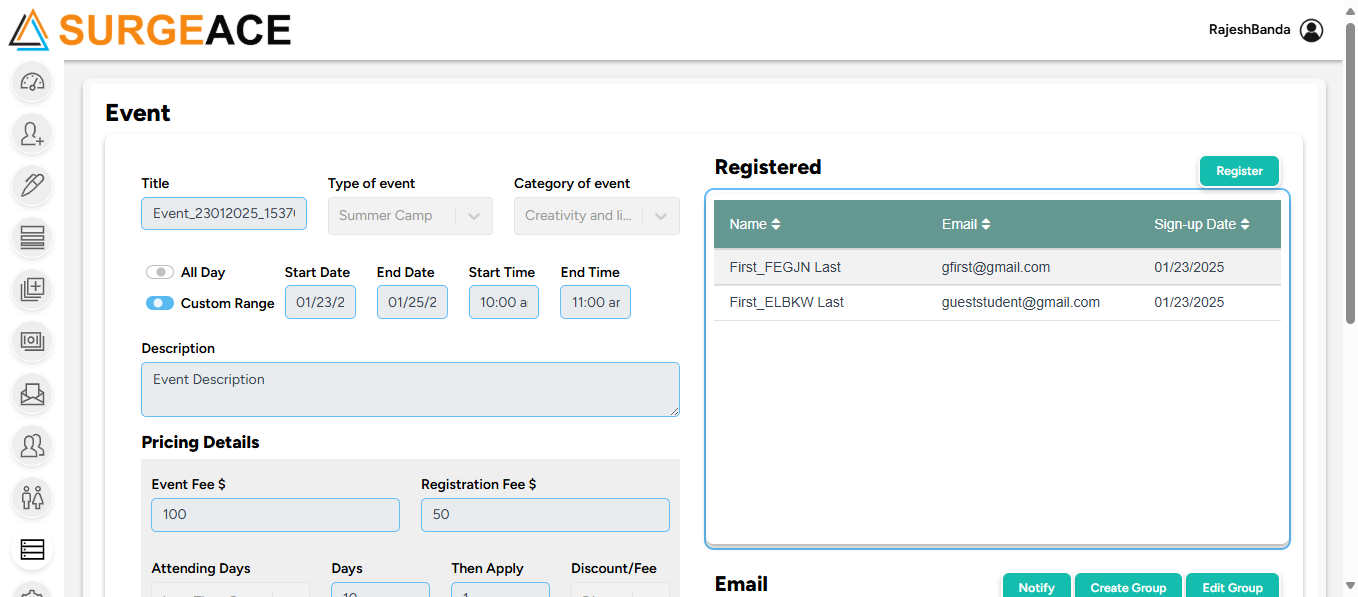 SURGEACE
RajeshBanda
Event
Title
Type of event
Category of event
Event_23012025_1537
Summer Camp
Creativity and li...
All Day
Custom Range
Start Date
End Date
Start Time
End Time
01/23/2
01/25/2
10:00 a
11:00 ar
Description
Event Description
Pricing Details
Event Fee $
Registration Fee $
100
50
Attending Days
Days
Then Apply
Discount/Fee
10
1
Registered
Register
Name
Email
Sign-up Date
First_FEGJN Last
gfirst@gmail.com
01/23/2025
First_ELBKW Last
gueststudent@gmail.com
01/23/2025
Email
Notify
Create Group
Edit Group